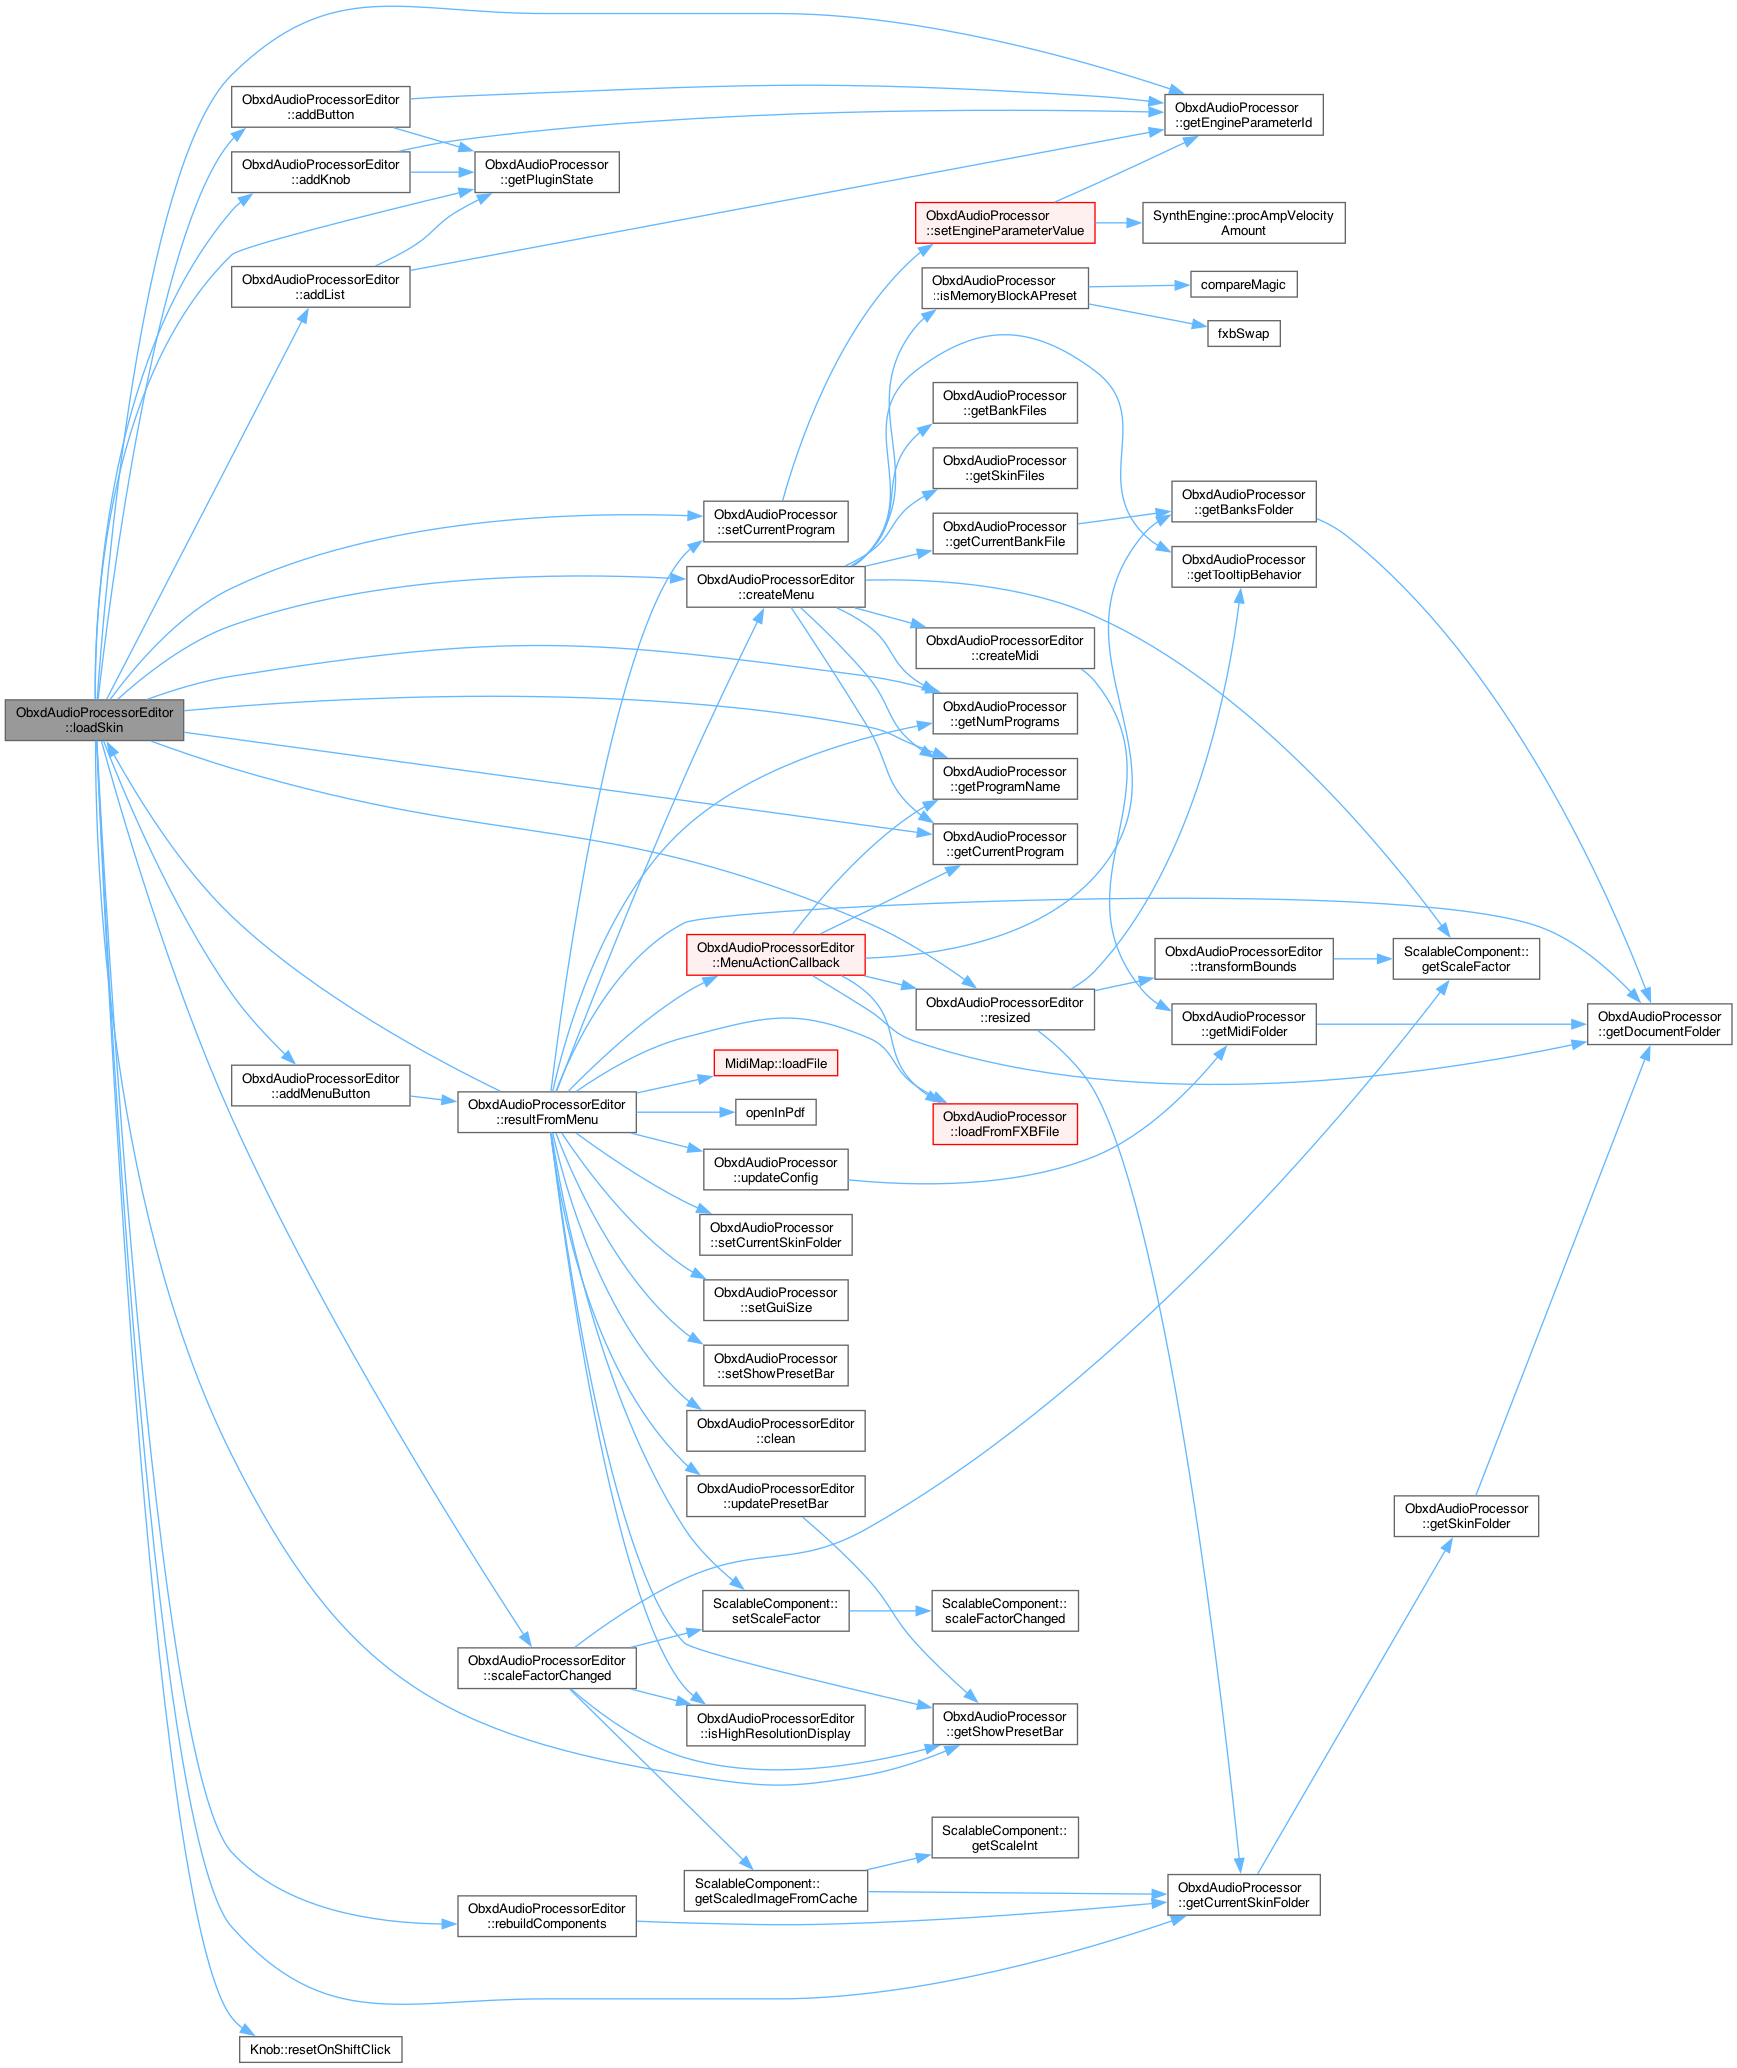 ObxdAudioProcessorEditor
::loadSkin
ObxdAudioProcessorEditor
::addButton
ObxdAudioProcessorEditor
::addKnob
ObxdAudioProcessorEditor
::addList
ObxdAudioProcessorEditor
::addMenuButton
Knob::resetOnShiftClick
ObxdAudioProcessor
::getPluginState
ObxdAudioProcessorEditor
::resultFromMenu
ObxdAudioProcessorEditor
::scaleFactorChanged
ObxdAudioProcessorEditor
::rebuildComponents
ObxdAudioProcessor
::setCurrentProgram
ObxdAudioProcessorEditor
::createMenu
ObxdAudioProcessorEditor
::MenuActionCallback
MidiMap::loadFile
openInPdf
ObxdAudioProcessor
::updateConfig
ObxdAudioProcessor
::setCurrentSkinFolder
ObxdAudioProcessor
::setGuiSize
ObxdAudioProcessor
::setShowPresetBar
ObxdAudioProcessorEditor
::clean
ObxdAudioProcessorEditor
::updatePresetBar
ScalableComponent::
setScaleFactor
ObxdAudioProcessorEditor
::isHighResolutionDisplay
ScalableComponent::
getScaledImageFromCache
ObxdAudioProcessor
::setEngineParameterValue
ObxdAudioProcessor
::isMemoryBlockAPreset
ObxdAudioProcessor
::getBankFiles
ObxdAudioProcessor
::getSkinFiles
ObxdAudioProcessor
::getCurrentBankFile
ObxdAudioProcessorEditor
::createMidi
ObxdAudioProcessor
::getNumPrograms
ObxdAudioProcessor
::getProgramName
ObxdAudioProcessor
::getCurrentProgram
ObxdAudioProcessorEditor
::resized
ObxdAudioProcessor
::loadFromFXBFile
ScalableComponent::
scaleFactorChanged
ObxdAudioProcessor
::getShowPresetBar
ScalableComponent::
getScaleInt
ObxdAudioProcessor
::getEngineParameterId
SynthEngine::procAmpVelocity
Amount
compareMagic
fxbSwap
ObxdAudioProcessor
::getBanksFolder
ObxdAudioProcessor
::getTooltipBehavior
ObxdAudioProcessorEditor
::transformBounds
ObxdAudioProcessor
::getMidiFolder
ObxdAudioProcessor
::getCurrentSkinFolder
ScalableComponent::
getScaleFactor
ObxdAudioProcessor
::getSkinFolder
ObxdAudioProcessor
::getDocumentFolder